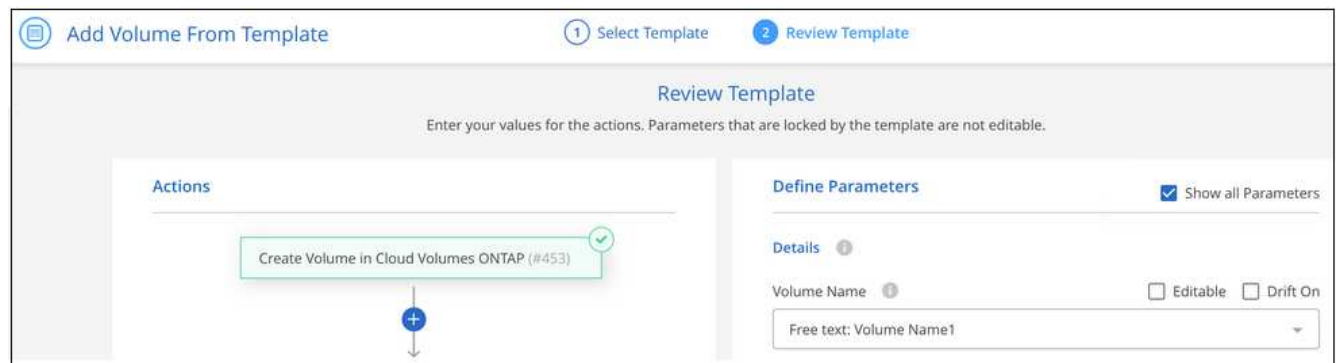 Add Volume From Template
1 Select Template
2 Review Template
Review Template
Enter your values for the actions. Parameters that are locked by the template are not editable.
Actions
Create Volume in Cloud Volumes ONTAP (#453)
Define Parameters
Show all Parameters
Details
Volume Name
Editable
Drift On
Free text: Volume Name1